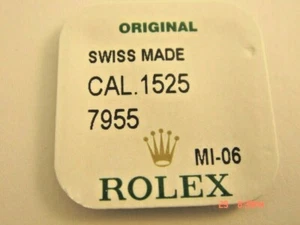 ORIGINAL
SWISS MADE
CAL.1525
7955
MI-06
ROLEX